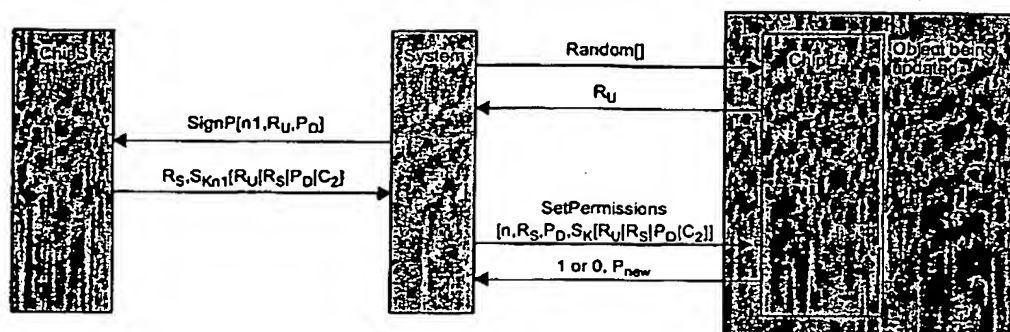 ChipS
System
ChipU
Object being
updated
Random[]
R_U
SignP[n1,R_U,P_D]
R_S,S_Kn1[R_U|R_S|P_D|C_2]
SetPermissions
[n,R_S,P_D,S_K[R_U|R_S|P_D|C_2]]
1 or 0, P_new